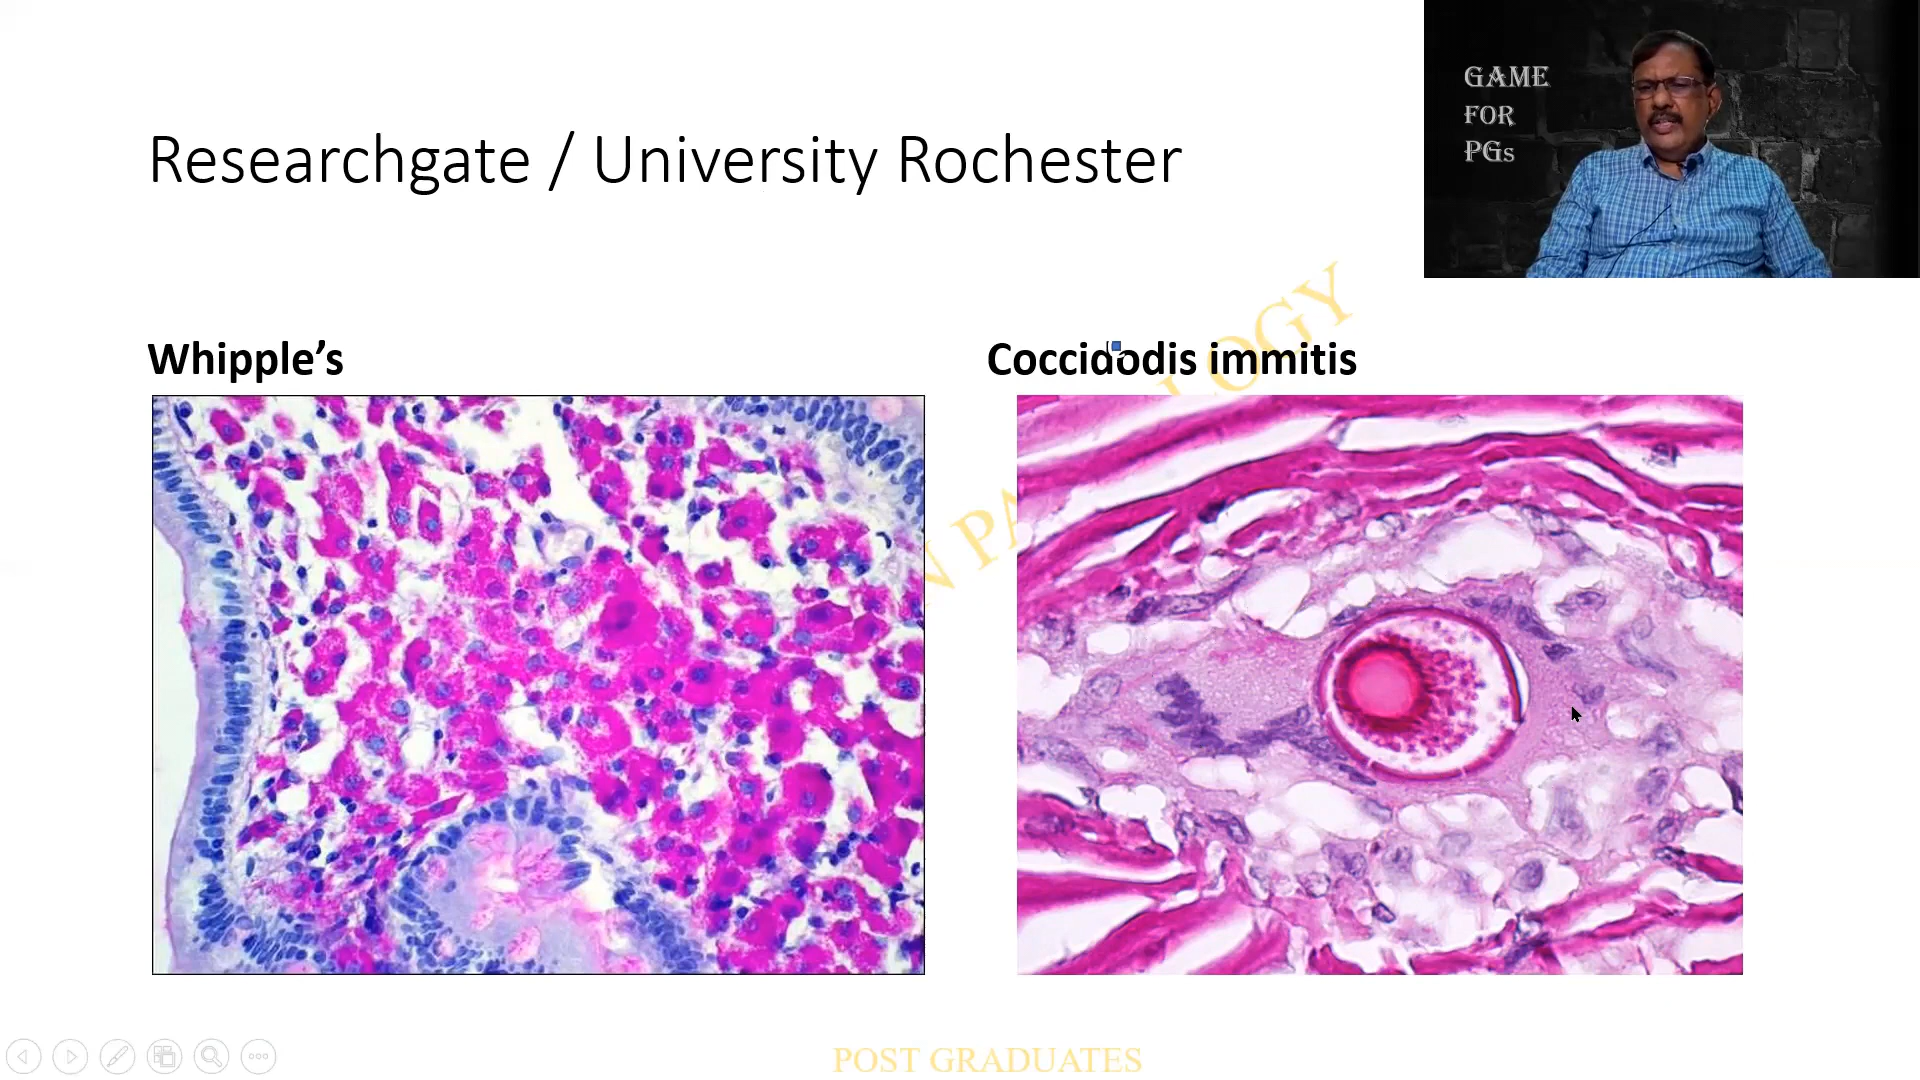 Researchgate / University Rochester
GAME
FOR
PGs
Whipple’s
Coccidodis immitis
POST GRADUATES